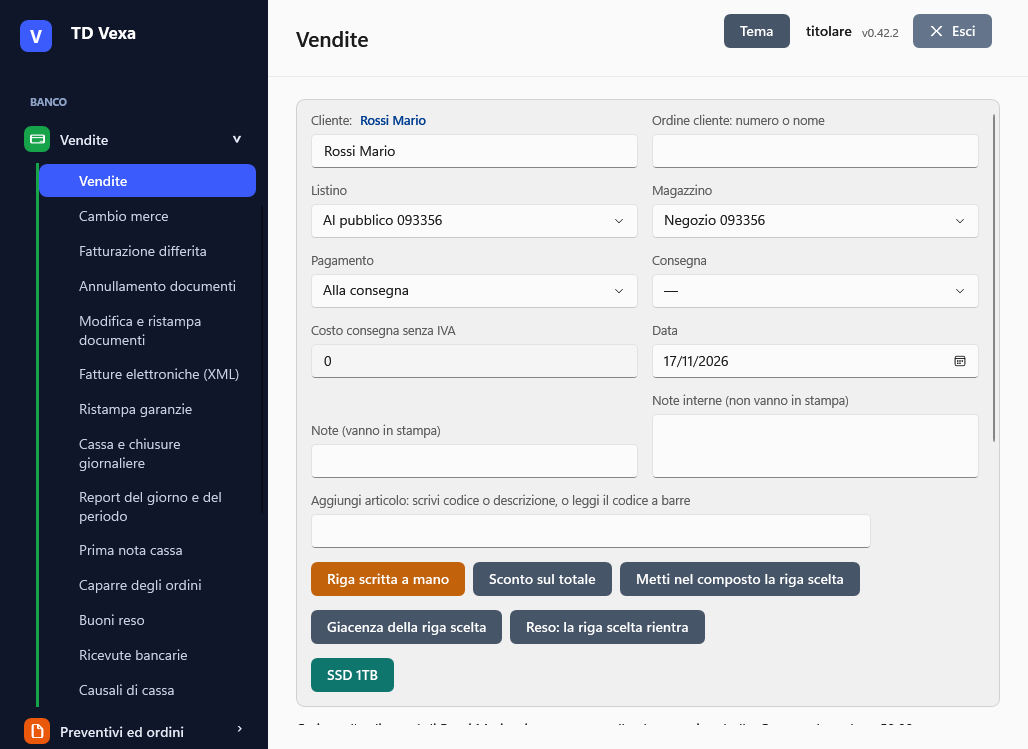 V TD Vexa
BANCO
Vendite
Vendite
Cambio merce
Fatturazione differita
Annullamento documenti
Modifica e ristampa
documenti
Fatture elettroniche (XML)
Ristampa garanzie
Cassa e chiusure
giornaliere
Report del giorno e del
periodo
Prima nota cassa
Caparre degli ordini
Buoni reso
Ricevute bancarie
Causali di cassa
Preventivi ed ordini
Vendite
Tema titolare v0.42.2 Esci
Cliente: Rossi Mario
Rossi Mario
Ordine cliente: numero o nome
Listino
Al pubblico 093356
Magazzino
Negozio 093356
Pagamento
Alla consegna
Consegna
—
Costo consegna senza IVA
0
Data
17/11/2026
Note (vanno in stampa)
Note interne (non vanno in stampa)
Aggiungi articolo: scrivi codice o descrizione, o leggi il codice a barre
Riga scritta a mano
Sconto sul totale
Metti nel composto la riga scelta
Giacenza della riga scelta
Reso: la riga scelta rientra
SSD 1TB